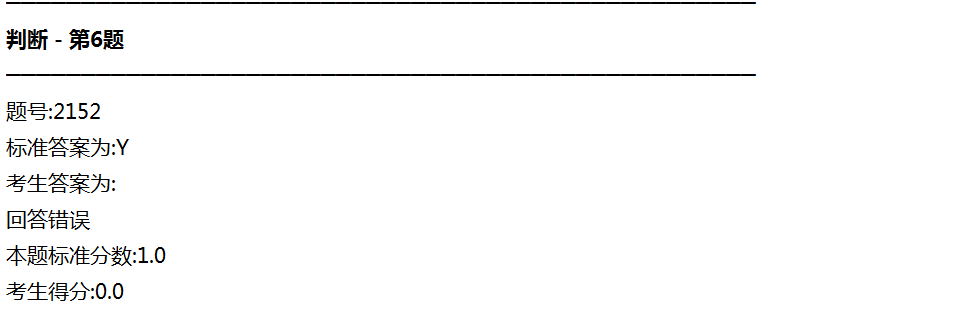 判断 - 第6题
题号:2152
标准答案为:Y
考生答案为:
回答错误
本题标准分数:1.0
考生得分:0.0